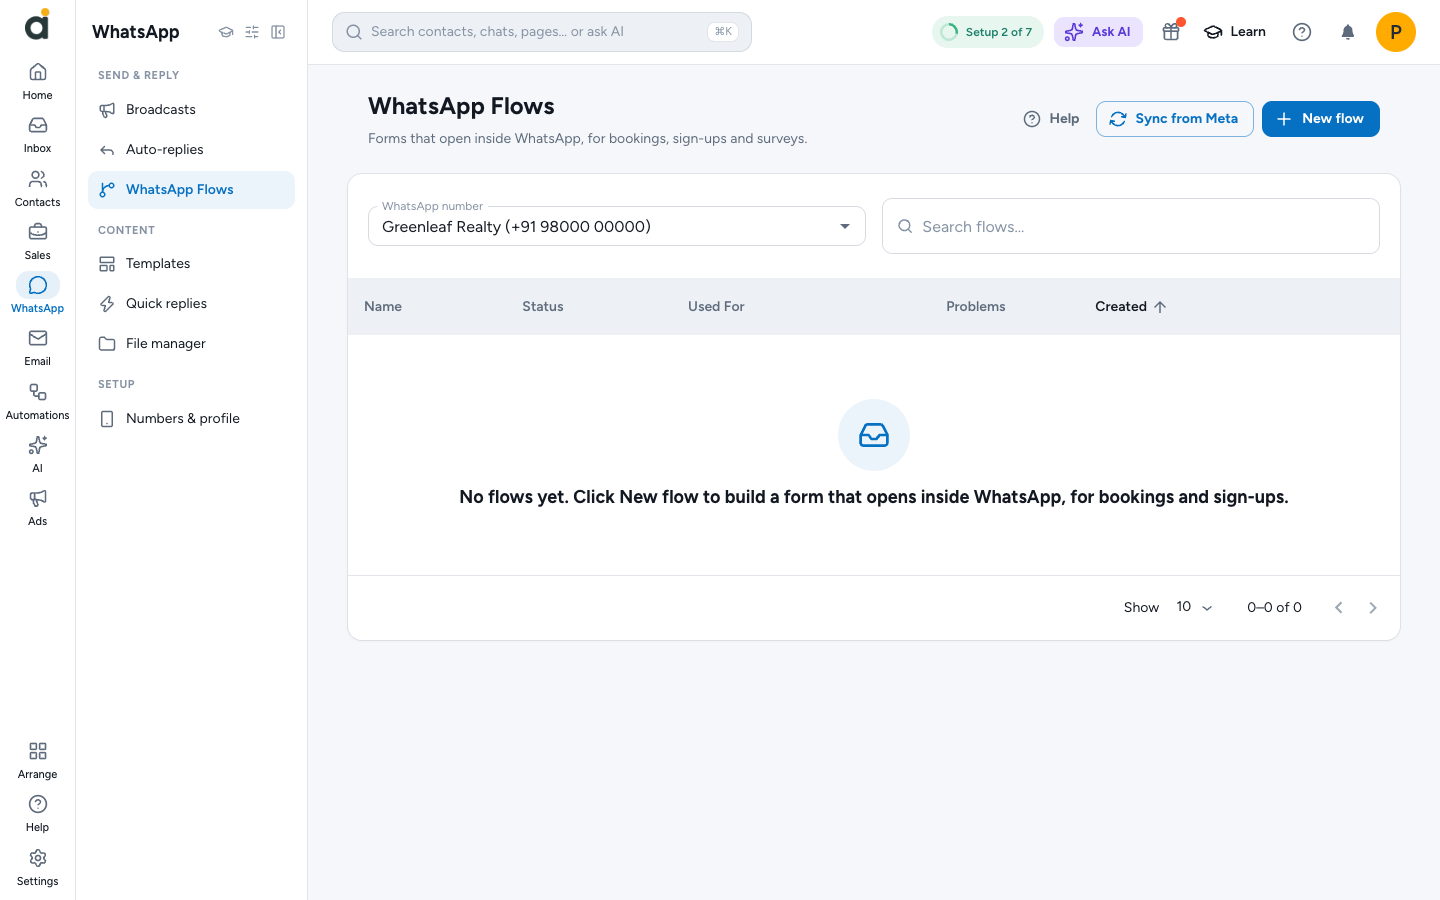 WhatsApp
Search contacts, chats, pages... or ask AI
⌘K
Setup 2 of 7
Ask AI
Learn
P
Home
Inbox
Contacts
Sales
WhatsApp
Email
Automations
AI
Ads
Arrange
Help
Settings
SEND & REPLY
Broadcasts
Auto-replies
WhatsApp Flows
CONTENT
Templates
Quick replies
File manager
SETUP
Numbers & profile
WhatsApp Flows
Forms that open inside WhatsApp, for bookings, sign-ups and surveys.
Help
Sync from Meta
New flow
WhatsApp number
Greenleaf Realty (+91 98000 00000)
Search flows...
Name
Status
Used For
Problems
Created
No flows yet. Click New flow to build a form that opens inside WhatsApp, for bookings and sign-ups.
Show
10
0–0 of 0